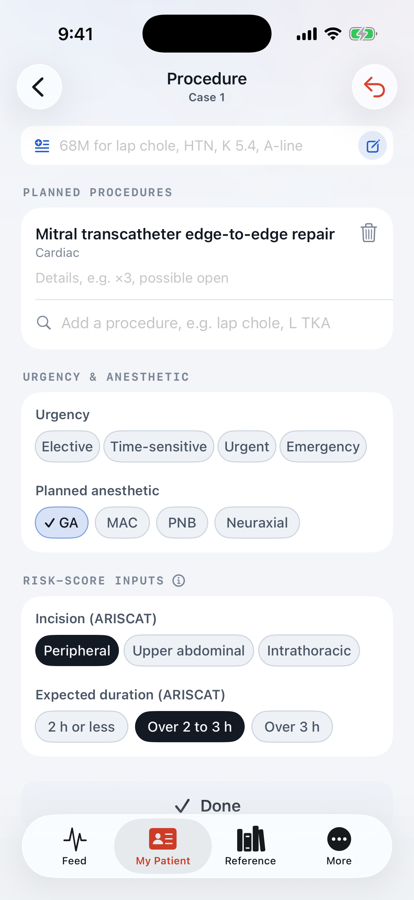 9:41
Procedure
Case 1
68M for lap chole, HTN, K 5.4, A-line
PLANNED PROCEDURES
Mitral transcatheter edge-to-edge repair
Cardiac
Details, e.g. ×3, possible open
Add a procedure, e.g. lap chole, L TKA
URGENCY & ANESTHETIC
Urgency
Elective Time-sensitive Urgent Emergency
Planned anesthetic
✓ GA MAC PNB Neuraxial
RISK-SCORE INPUTS
Incision (ARISCAT)
Peripheral Upper abdominal Intrathoracic
Expected duration (ARISCAT)
2 h or less Over 2 to 3 h Over 3 h
✓ Done
Feed My Patient Reference More